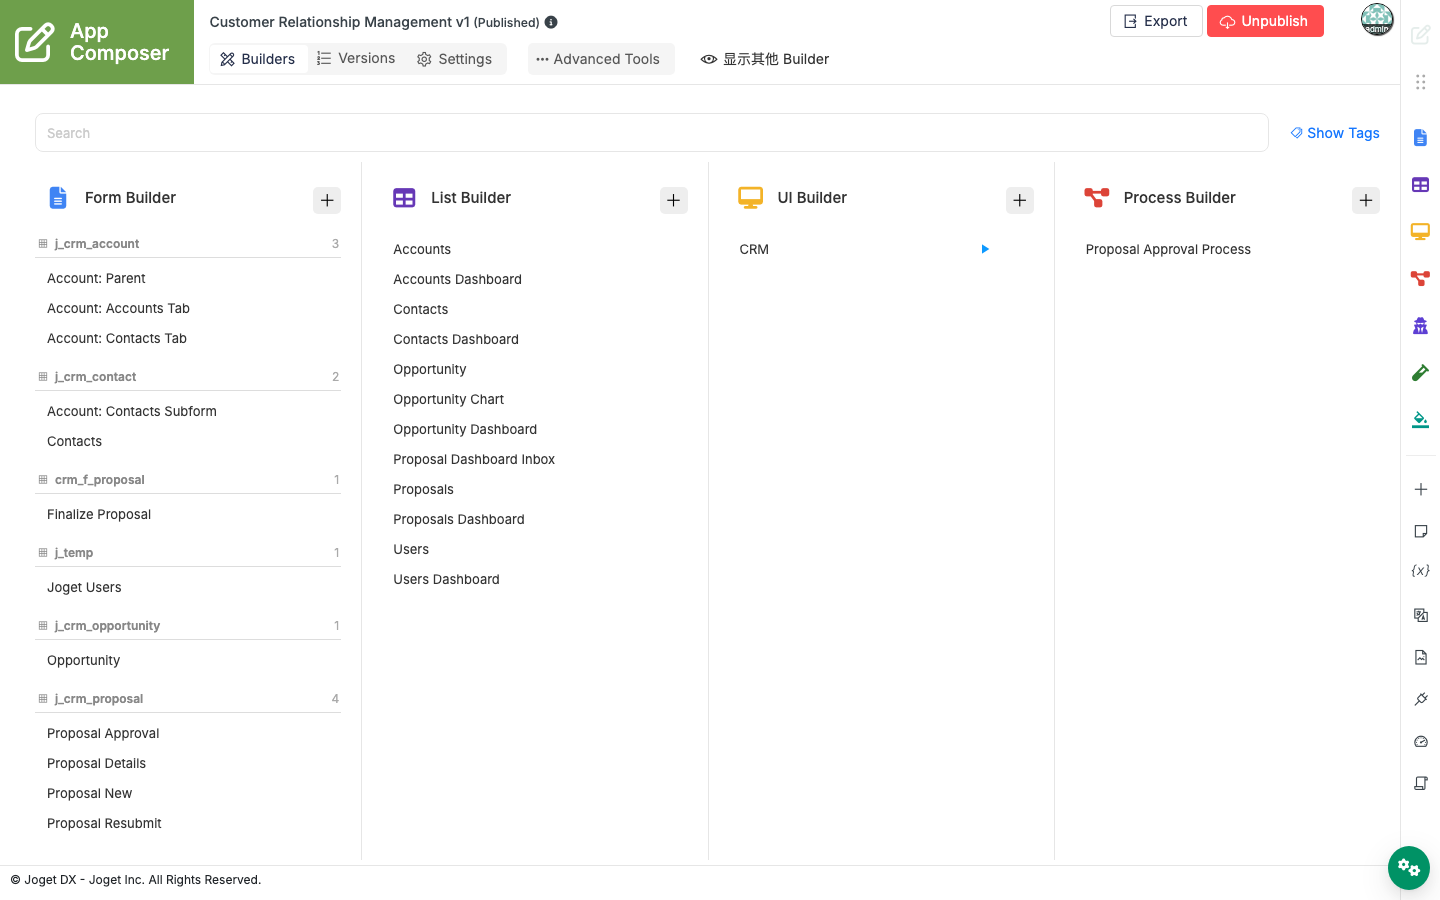 App
Composer
Customer Relationship Management v1 (Published)
Export
Unpublish
admin
Builders
Versions
Settings
Advanced Tools
显示其他 Builder
Search
Show Tags
Form Builder
j_crm_account 3
Account: Parent
Account: Accounts Tab
Account: Contacts Tab
j_crm_contact 2
Account: Contacts Subform
Contacts
crm_f_proposal 1
Finalize Proposal
j_temp 1
Joget Users
j_crm_opportunity 1
Opportunity
j_crm_proposal 4
Proposal Approval
Proposal Details
Proposal New
Proposal Resubmit
List Builder
Accounts
Accounts Dashboard
Contacts
Contacts Dashboard
Opportunity
Opportunity Chart
Opportunity Dashboard
Proposal Dashboard Inbox
Proposals
Proposals Dashboard
Users
Users Dashboard
UI Builder
CRM
Process Builder
Proposal Approval Process
{x}
© Joget DX - Joget Inc. All Rights Reserved.